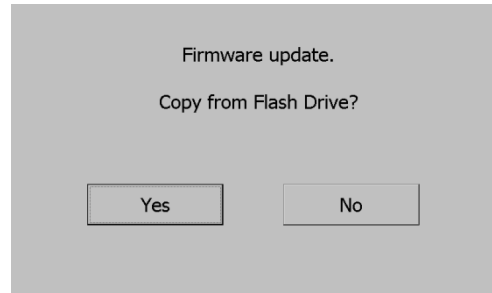 Firmware update.
Copy from Flash Drive?
Yes
No